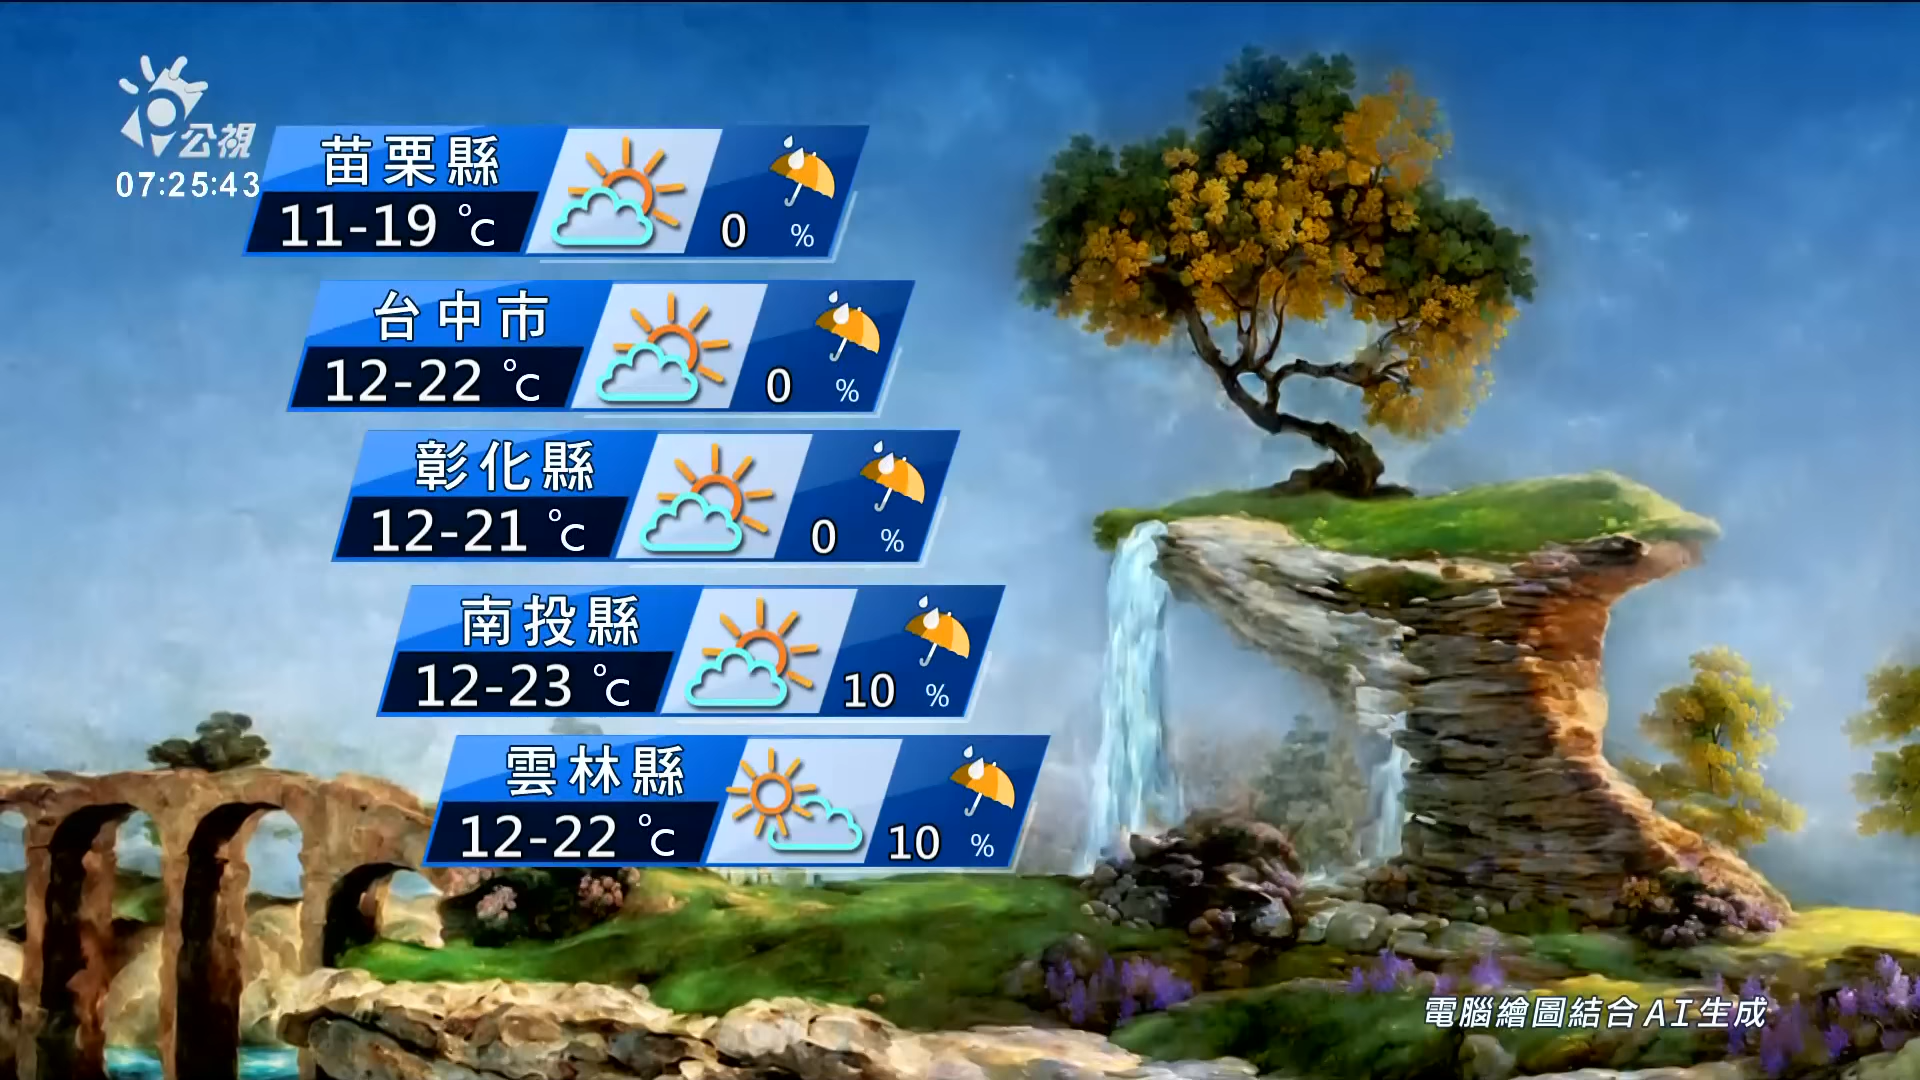 公視
07:25:43
苗栗縣
11-19 °C
0 %
台中市
12-22 °C
0 %
彰化縣
12-21 °C
0 %
南投縣
12-23 °C
10 %
雲林縣
12-22 °C
10 %
電腦繪圖結合AI生成